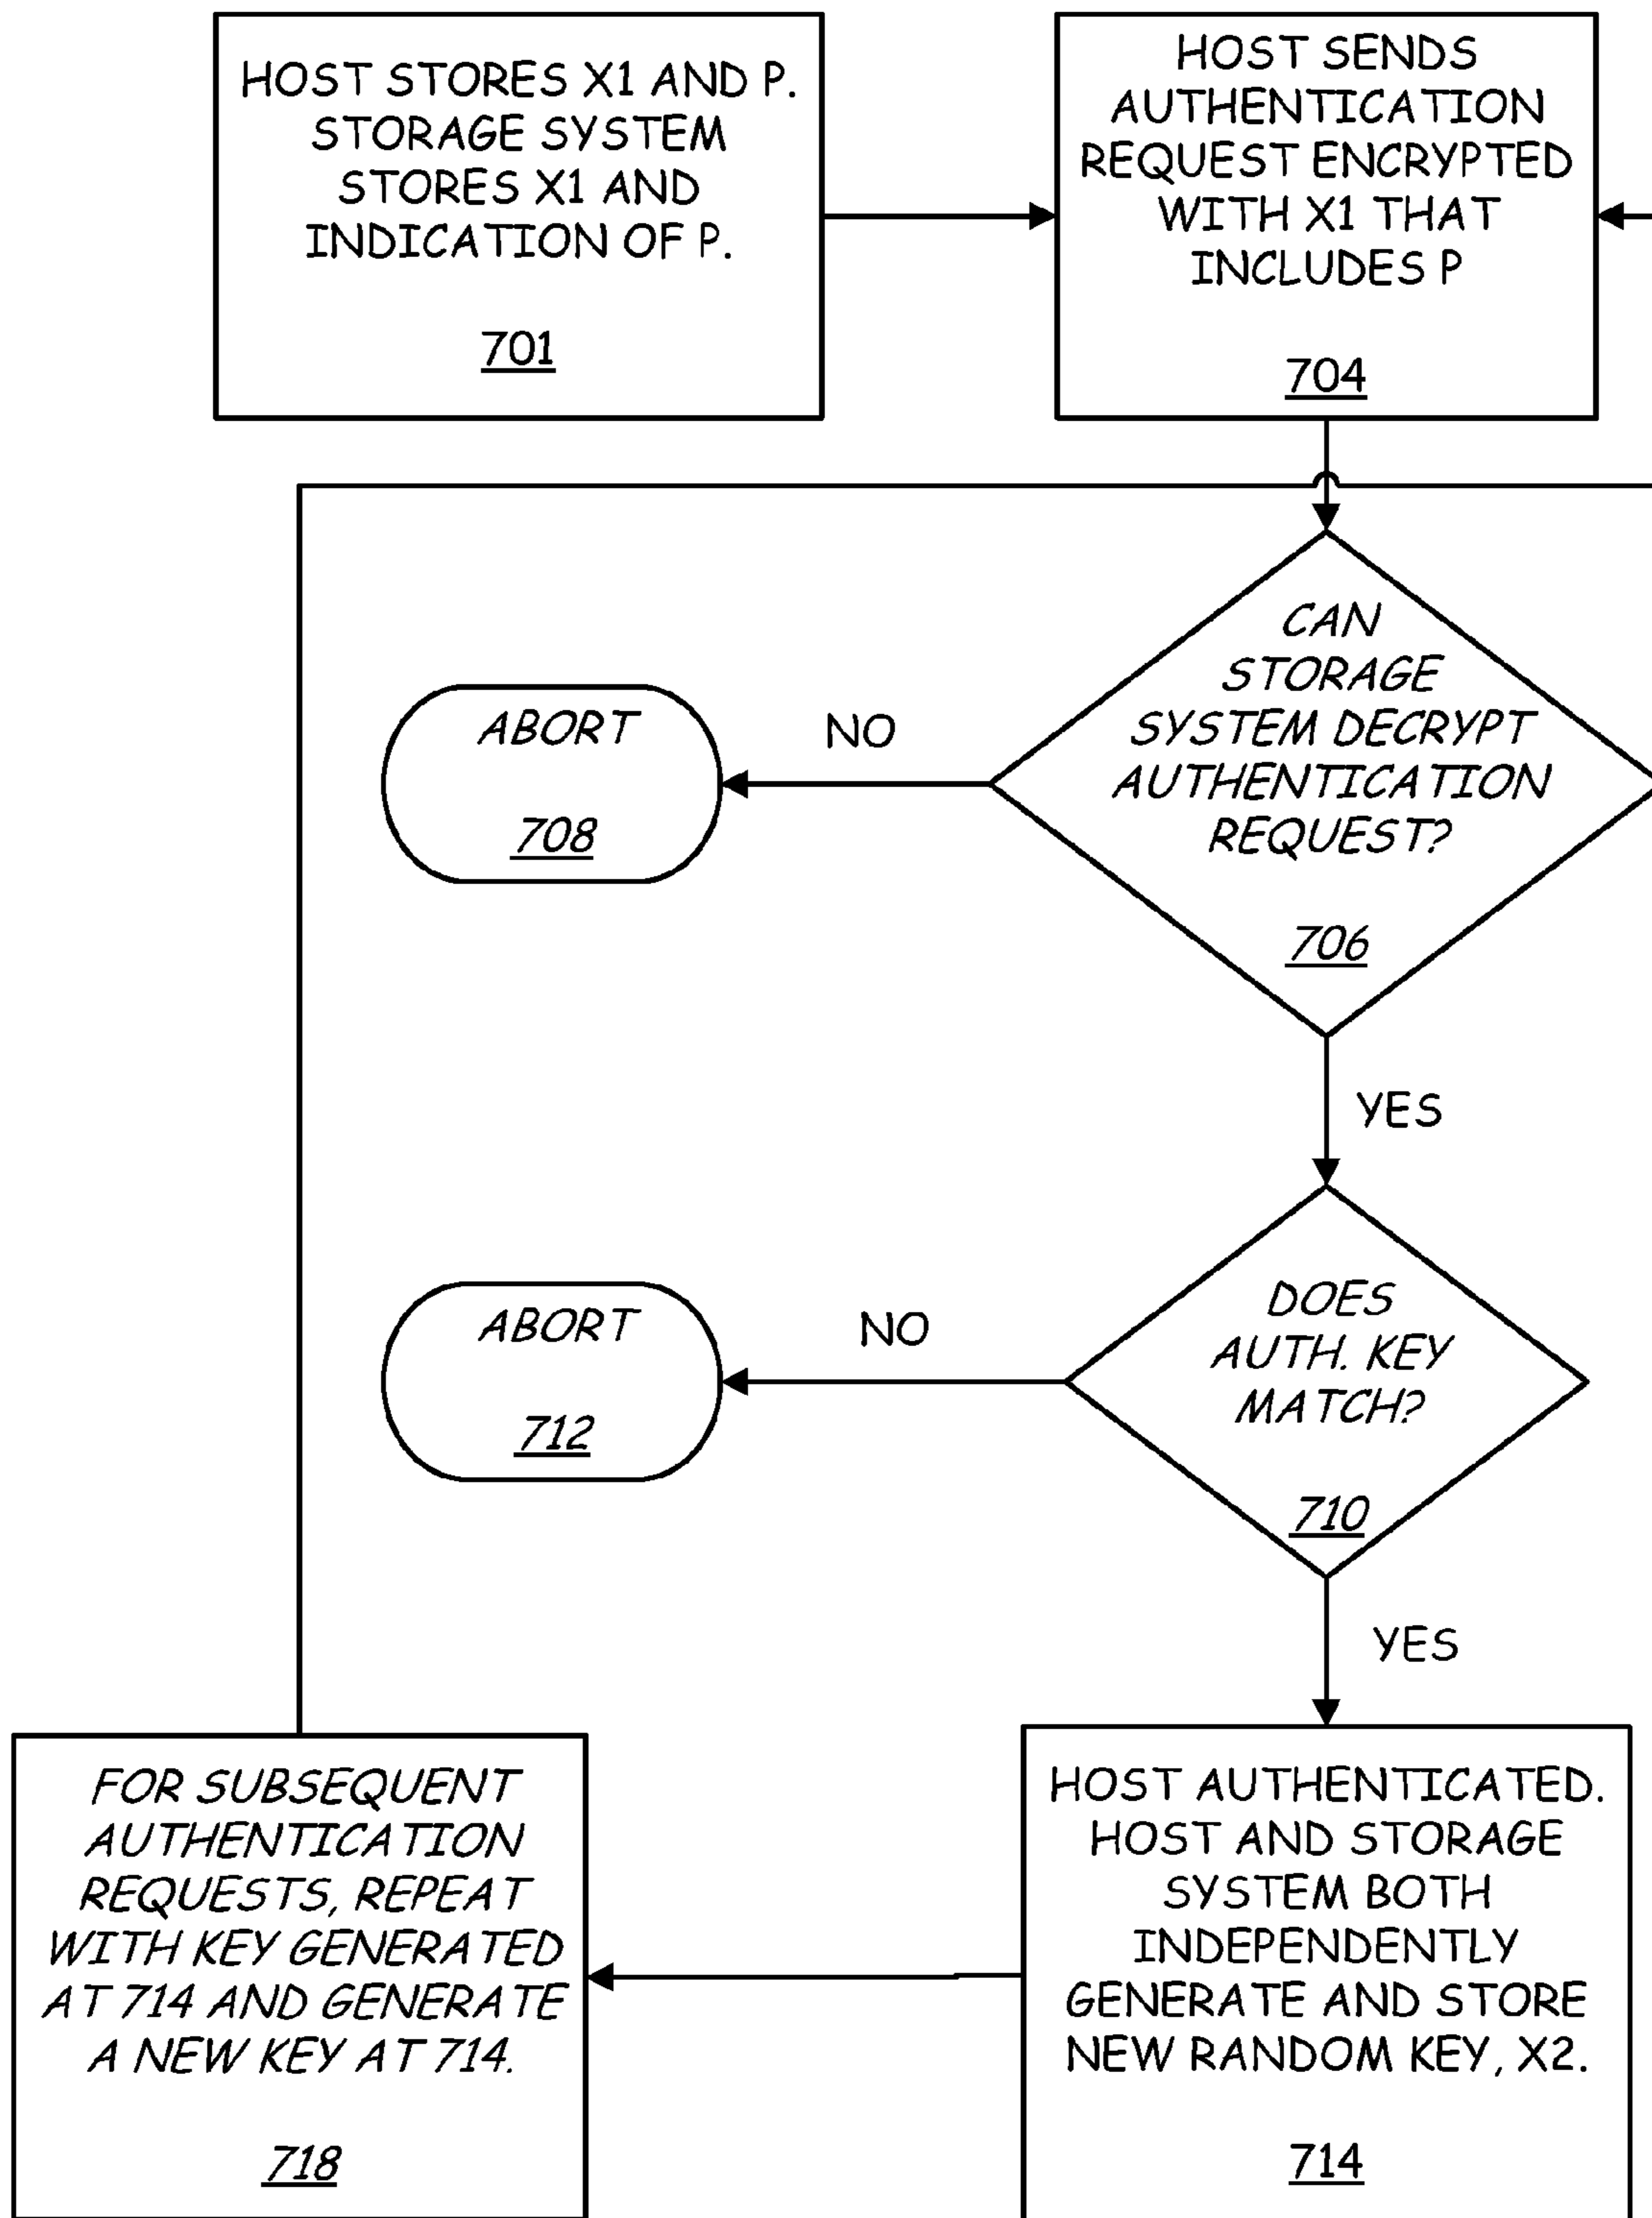 HOST STORES X1 AND P.
STORAGE SYSTEM
STORES X1 AND
INDICATION OF P.
701
HOST SENDS
AUTHENTICATION
REQUEST ENCRYPTED
WITH X1 THAT
INCLUDES P
704
CAN
STORAGE
SYSTEM DECRYPT
AUTHENTICATION
REQUEST?
706
NO
ABORT
708
YES
DOES
AUTH. KEY
MATCH?
710
NO
ABORT
712
YES
HOST AUTHENTICATED.
HOST AND STORAGE
SYSTEM BOTH
INDEPENDENTLY
GENERATE AND STORE
NEW RANDOM KEY, X2.
714
FOR SUBSEQUENT
AUTHENTICATION
REQUESTS, REPEAT
WITH KEY GENERATED
AT 714 AND GENERATE
A NEW KEY AT 714.
718